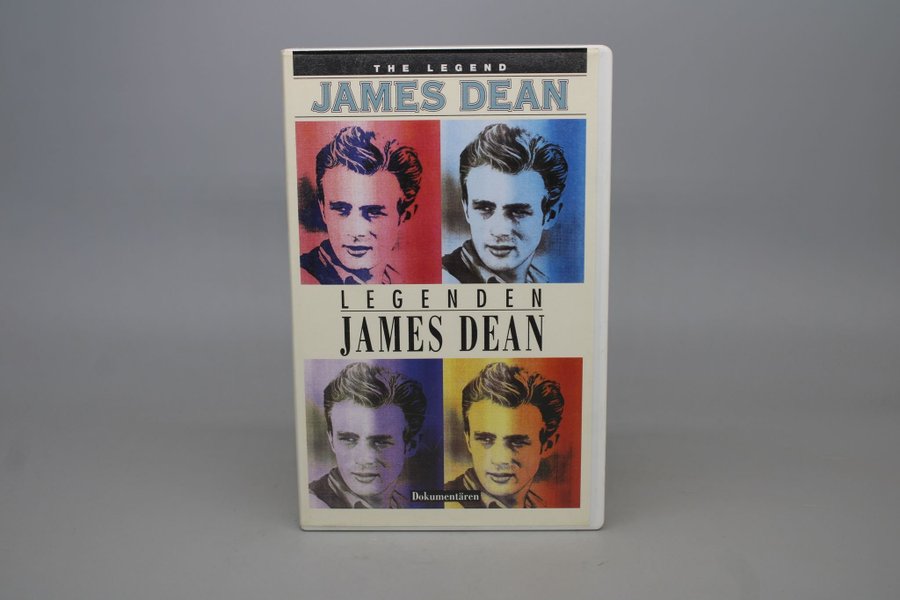 THE LEGEND
JAMES DEAN
LEGENDEN
JAMES DEAN
Dokumentären